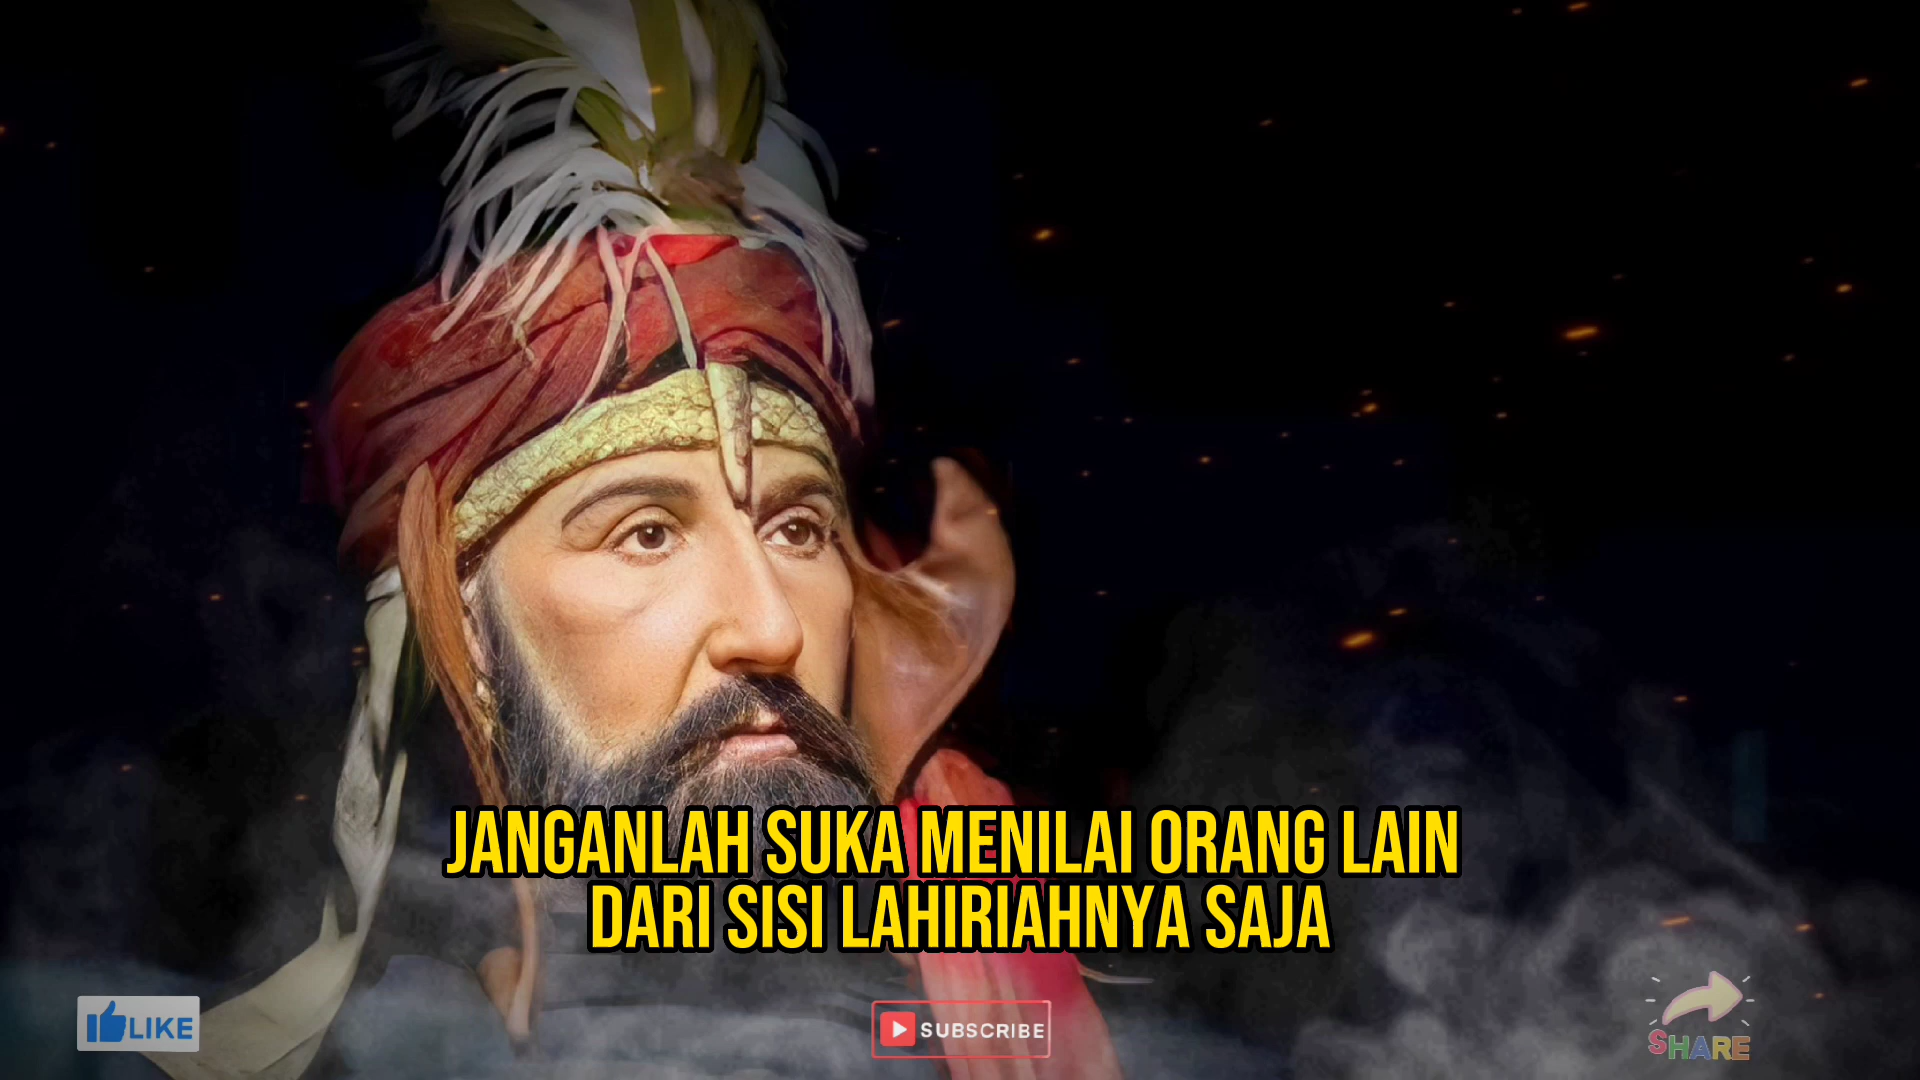 JANGANLAH SUKA MENILAI ORANG LAIN
DARI SISI LAHIRIAHNYA SAJA
LIKE
SUBSCRIBE
SHARE